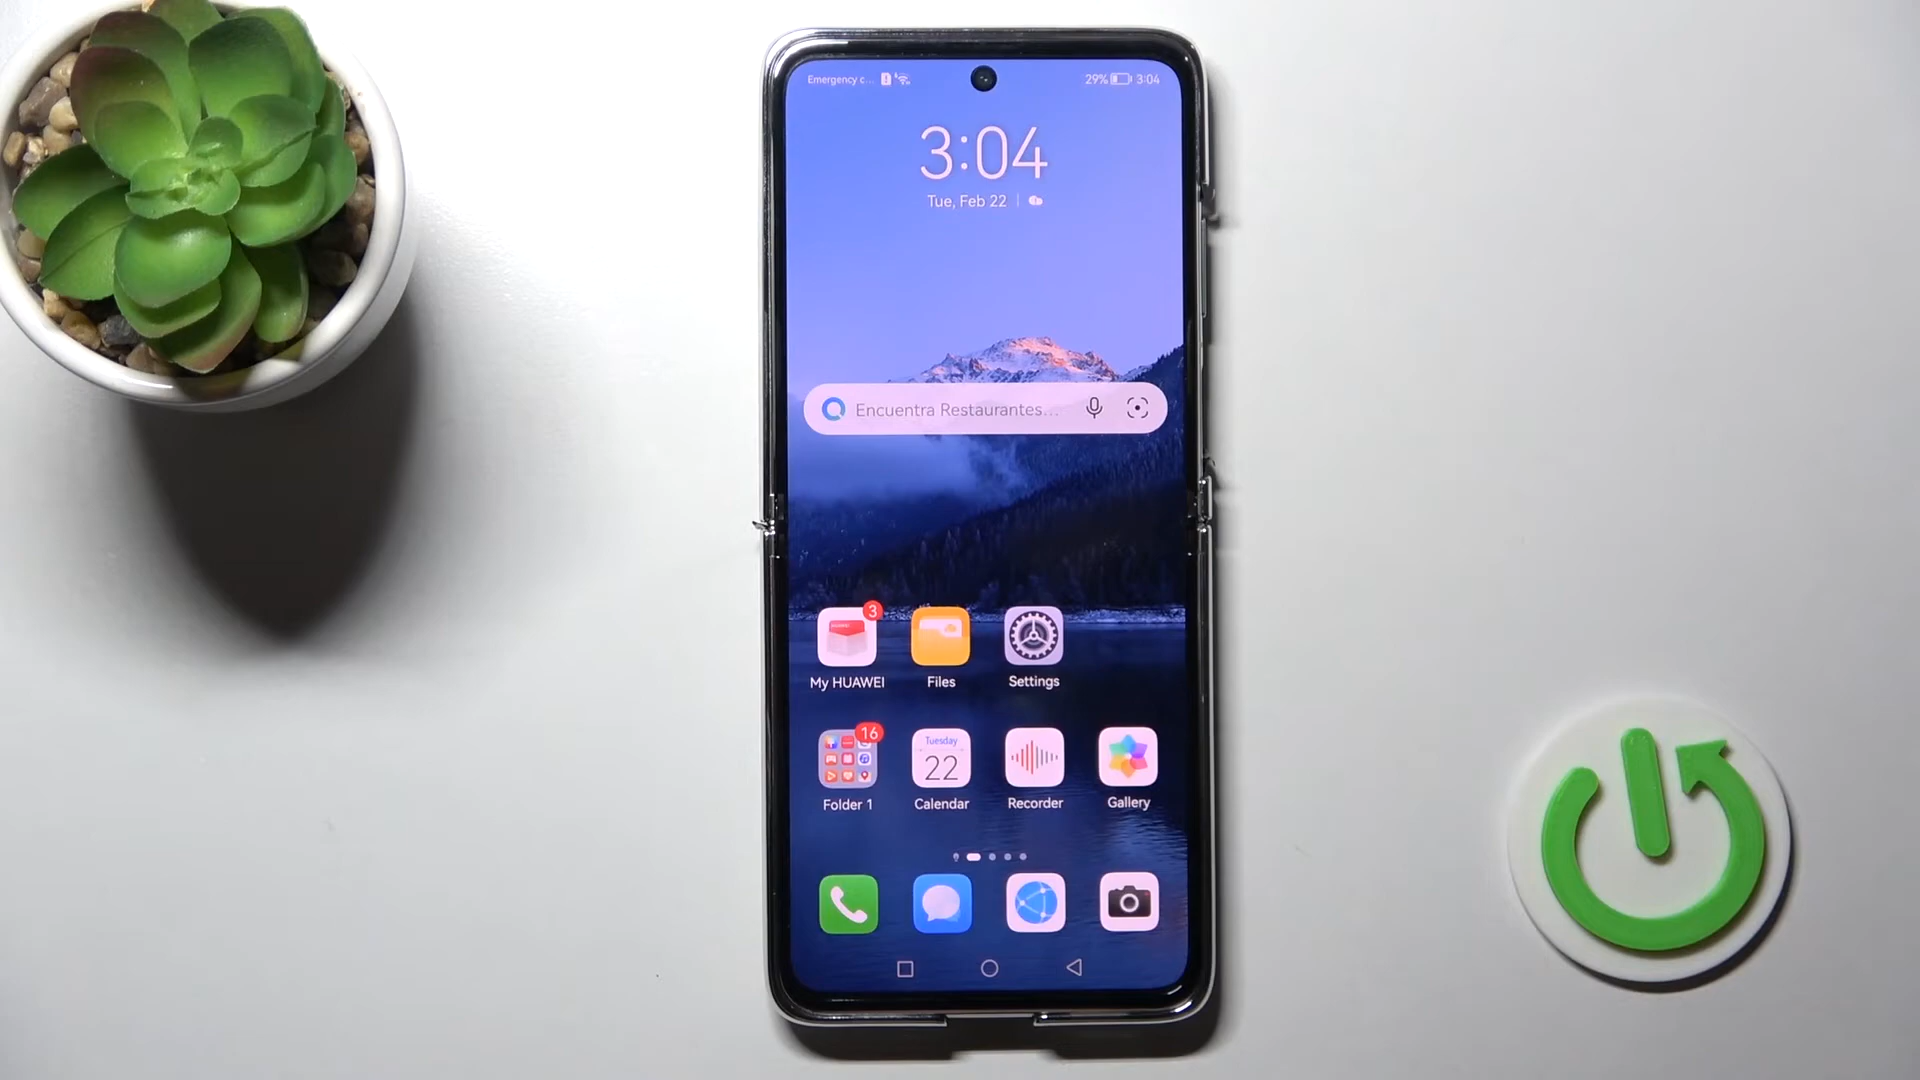 Emergency c...
29% 3:04
3:04
Tue, Feb 22
Encuentra Restaurantes...
3
My HUAWEI
Files
Settings
16
Tuesday
22
Folder 1
Calendar
Recorder
Gallery